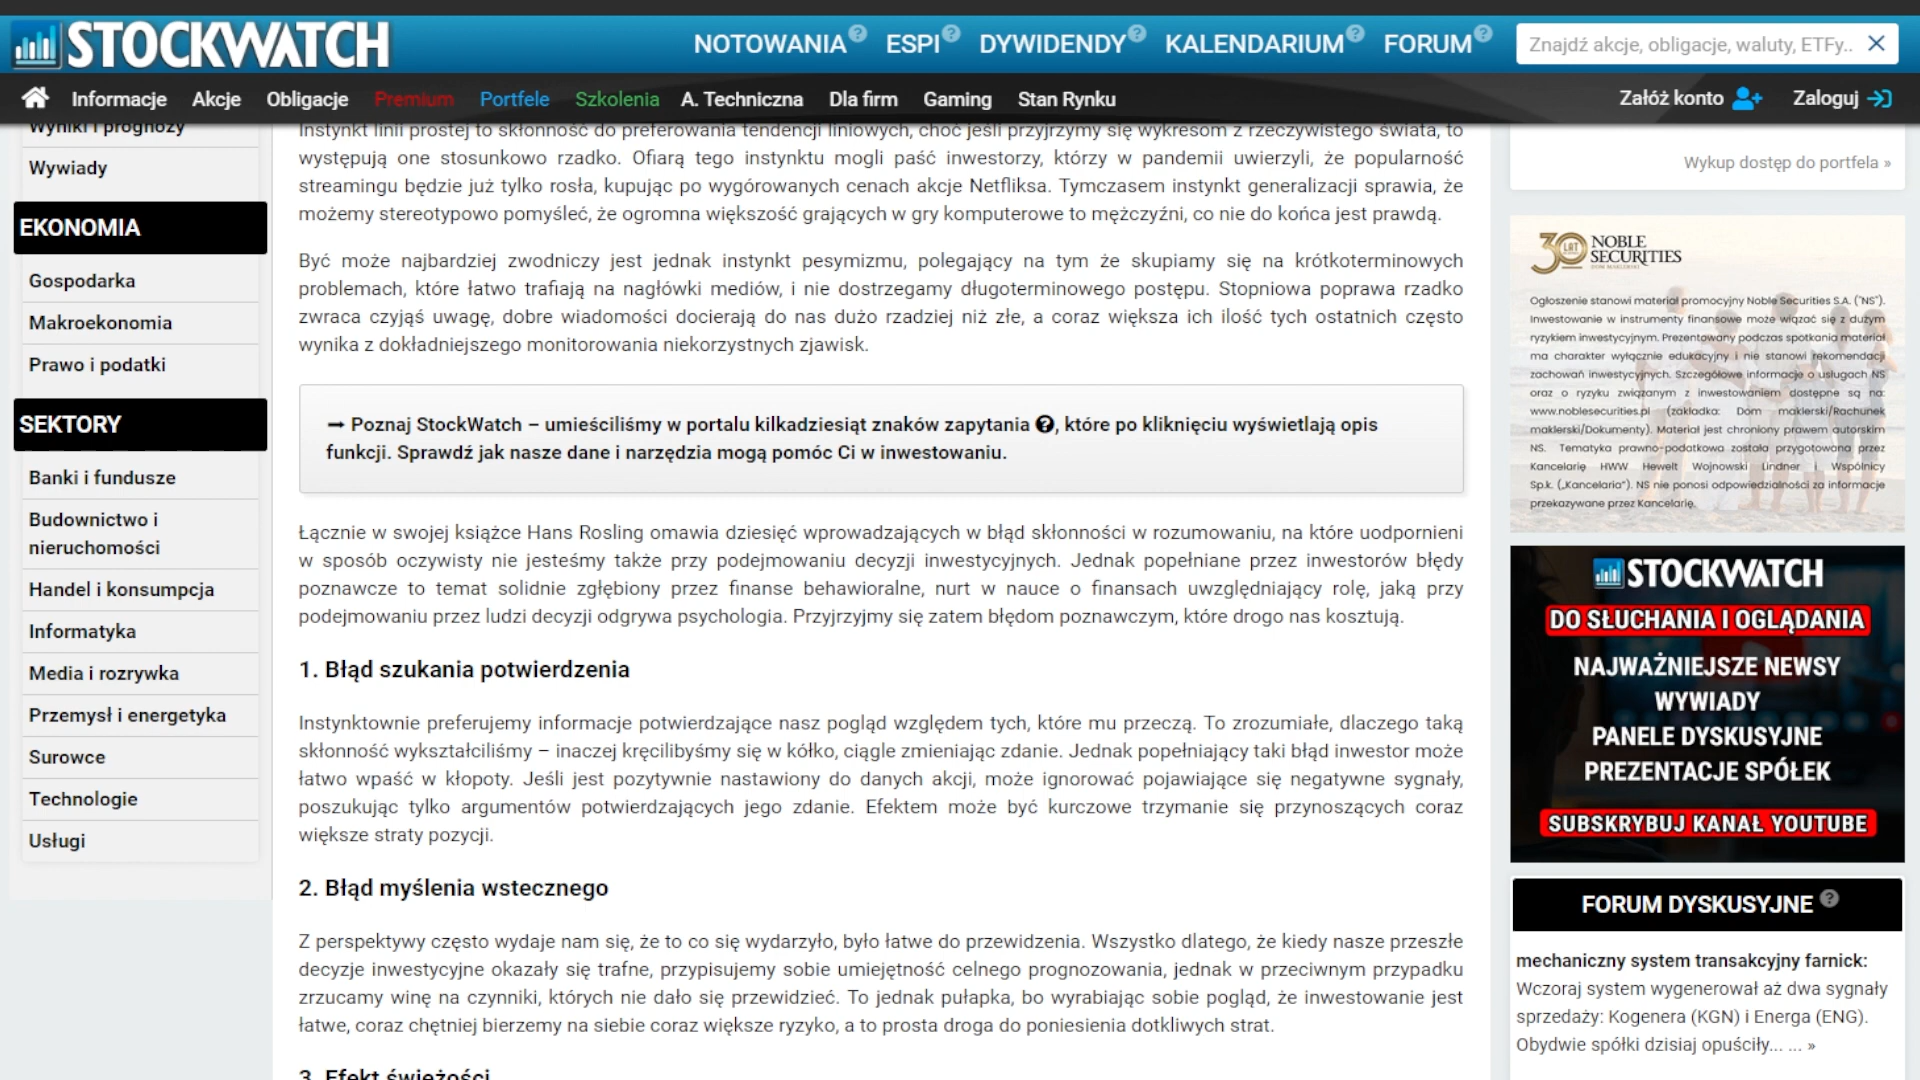 STOCKWATCH
NOTOWANIA ? ESPI ? DYWIDENDY ? KALENDARIUM ? FORUM ?
Znajdź akcje, obligacje, waluty, ETFy..
Informacje Akcje Obligacje Premium Portfele Szkolenia A. Techniczna Dla firm Gaming Stan Rynku
Załóż konto Zaloguj
Wyniki i prognozy
Wywiady
EKONOMIA
Gospodarka
Makroekonomia
Prawo i podatki
SEKTORY
Banki i fundusze
Budownictwo i
nieruchomości
Handel i konsumpcja
Informatyka
Media i rozrywka
Przemysł i energetyka
Surowce
Technologie
Usługi
Instynkt linii prostej to skłonność do preferowania tendencji liniowych, choć jeśli przyjrzymy się wykresom z rzeczywistego świata, to
występują one stosunkowo rzadko. Ofiarą tego instynktu mogli paść inwestorzy, którzy w pandemii uwierzyli, że popularność
streamingu będzie już tylko rosła, kupując po wygórowanych cenach akcje Netfliksa. Tymczasem instynkt generalizacji sprawia, że
możemy stereotypowo pomyśleć, że ogromna większość grających w gry komputerowe to mężczyźni, co nie do końca jest prawdą.
Być może najbardziej zwodniczy jest jednak instynkt pesymizmu, polegający na tym że skupiamy się na krótkoterminowych
problemach, które łatwo trafiają na nagłówki mediów, i nie dostrzegamy długoterminowego postępu. Stopniowa poprawa rzadko
zwraca czyjąś uwagę, dobre wiadomości docierają do nas dużo rzadziej niż złe, a coraz większa ich ilość tych ostatnich często
wynika z dokładniejszego monitorowania niekorzystnych zjawisk.
➞ Poznaj StockWatch – umieściliśmy w portalu kilkadziesiąt znaków zapytania ?, które po kliknięciu wyświetlają opis
funkcji. Sprawdź jak nasze dane i narzędzia mogą pomóc Ci w inwestowaniu.
Łącznie w swojej książce Hans Rosling omawia dziesięć wprowadzających w błąd skłonności w rozumowaniu, na które uodpornieni
w sposób oczywisty nie jesteśmy także przy podejmowaniu decyzji inwestycyjnych. Jednak popełniane przez inwestorów błędy
poznawcze to temat solidnie zgłębiony przez finanse behawioralne, nurt w nauce o finansach uwzględniający rolę, jaką przy
podejmowaniu przez ludzi decyzji odgrywa psychologia. Przyjrzyjmy się zatem błędom poznawczym, które drogo nas kosztują.
1. Błąd szukania potwierdzenia
Instynktownie preferujemy informacje potwierdzające nasz pogląd względem tych, które mu przeczą. To zrozumiałe, dlaczego taką
skłonność wykształciliśmy – inaczej kręcilibyśmy się w kółko, ciągle zmieniając zdanie. Jednak popełniający taki błąd inwestor może
łatwo wpaść w kłopoty. Jeśli jest pozytywnie nastawiony do danych akcji, może ignorować pojawiające się negatywne sygnały,
poszukując tylko argumentów potwierdzających jego zdanie. Efektem może być kurczowe trzymanie się przynoszących coraz
większe straty pozycji.
2. Błąd myślenia wstecznego
Z perspektywy często wydaje nam się, że to co się wydarzyło, było łatwe do przewidzenia. Wszystko dlatego, że kiedy nasze przeszłe
decyzje inwestycyjne okazały się trafne, przypisujemy sobie umiejętność celnego prognozowania, jednak w przeciwnym przypadku
zrzucamy winę na czynniki, których nie dało się przewidzieć. To jednak pułapka, bo wyrabiając sobie pogląd, że inwestowanie jest
łatwe, coraz chętniej bierzemy na siebie coraz większe ryzyko, a to prosta droga do poniesienia dotkliwych strat.
3. Efekt świeżości
Wykup dostęp do portfela »
30 LAT NOBLE
SECURITIES
DOM MAKLERSKI
Ogłoszenie stanowi materiał promocyjny Noble Securities S.A. ("NS").
Inwestowanie w instrumenty finansowe może wiązać się z dużym
ryzykiem inwestycyjnym. Prezentowany podczas spotkania materiał
ma charakter wyłącznie edukacyjny i nie stanowi rekomendacji
zachowań inwestycyjnych. Szczegółowe informacje o usługach NS
oraz o ryzyku związanym z inwestowaniem dostępne są na:
www.noblesecurities.pl (zakładka: Dom maklerski/Rachunek
maklerski/Dokumenty). Materiał jest chroniony prawem autorskim
NS. Tematyka prawno-podatkowa została przygotowana przez
Kancelarię HWW Hewelt Wojnowski Lindner i Wspólnicy
Sp.k. („Kancelaria"). NS nie ponosi odpowiedzialności za informacje
przekazywane przez Kancelarię.
STOCKWATCH
DO SŁUCHANIA I OGLĄDANIA
NAJWAŻNIEJSZE NEWSY
WYWIADY
PANELE DYSKUSYJNE
PREZENTACJE SPÓŁEK
SUBSKRYBUJ KANAŁ YOUTUBE
FORUM DYSKUSYJNE ?
mechaniczny system transakcyjny farnick:
Wczoraj system wygenerował aż dwa sygnały
sprzedaży: Kogenera (KGN) i Energa (ENG).
Obydwie spółki dzisiaj opuściły... ... »